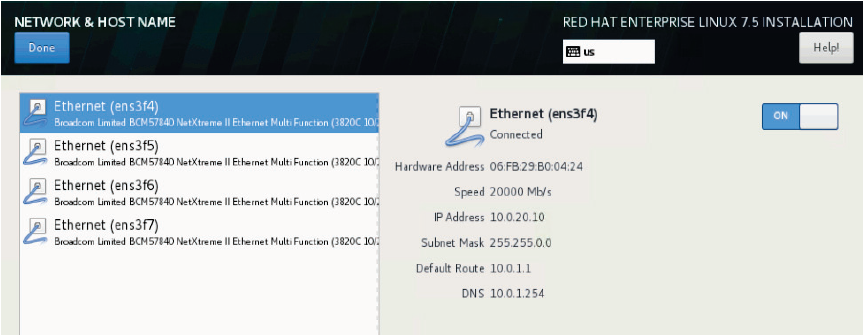 NETWORK & HOST NAME
RED HAT ENTERPRISE LINUX 7.5 INSTALLATION
Done
us
Help!
Ethernet (ens3f4)
Broadcom Limited BCM57840 NetXtreme II Ethernet Multi Function (3820C 10/2
Ethernet (ens3f5)
Broadcom Limited BCM57840 NetXtreme II Ethernet Multi Function (3820C 10/2
Ethernet (ens3f6)
Broadcom Limited BCM57840 NetXtreme II Ethernet Multi Function (3820C 10/2
Ethernet (ens3f7)
Broadcom Limited BCM57840 NetXtreme II Ethernet Multi Function (3820C 10/2
Ethernet (ens3f4)
Connected
ON
Hardware Address 06:FB:29:B0:04:24
Speed 20000 Mb/s
IP Address 10.0.20.10
Subnet Mask 255.255.0.0
Default Route 10.0.1.1
DNS 10.0.1.254